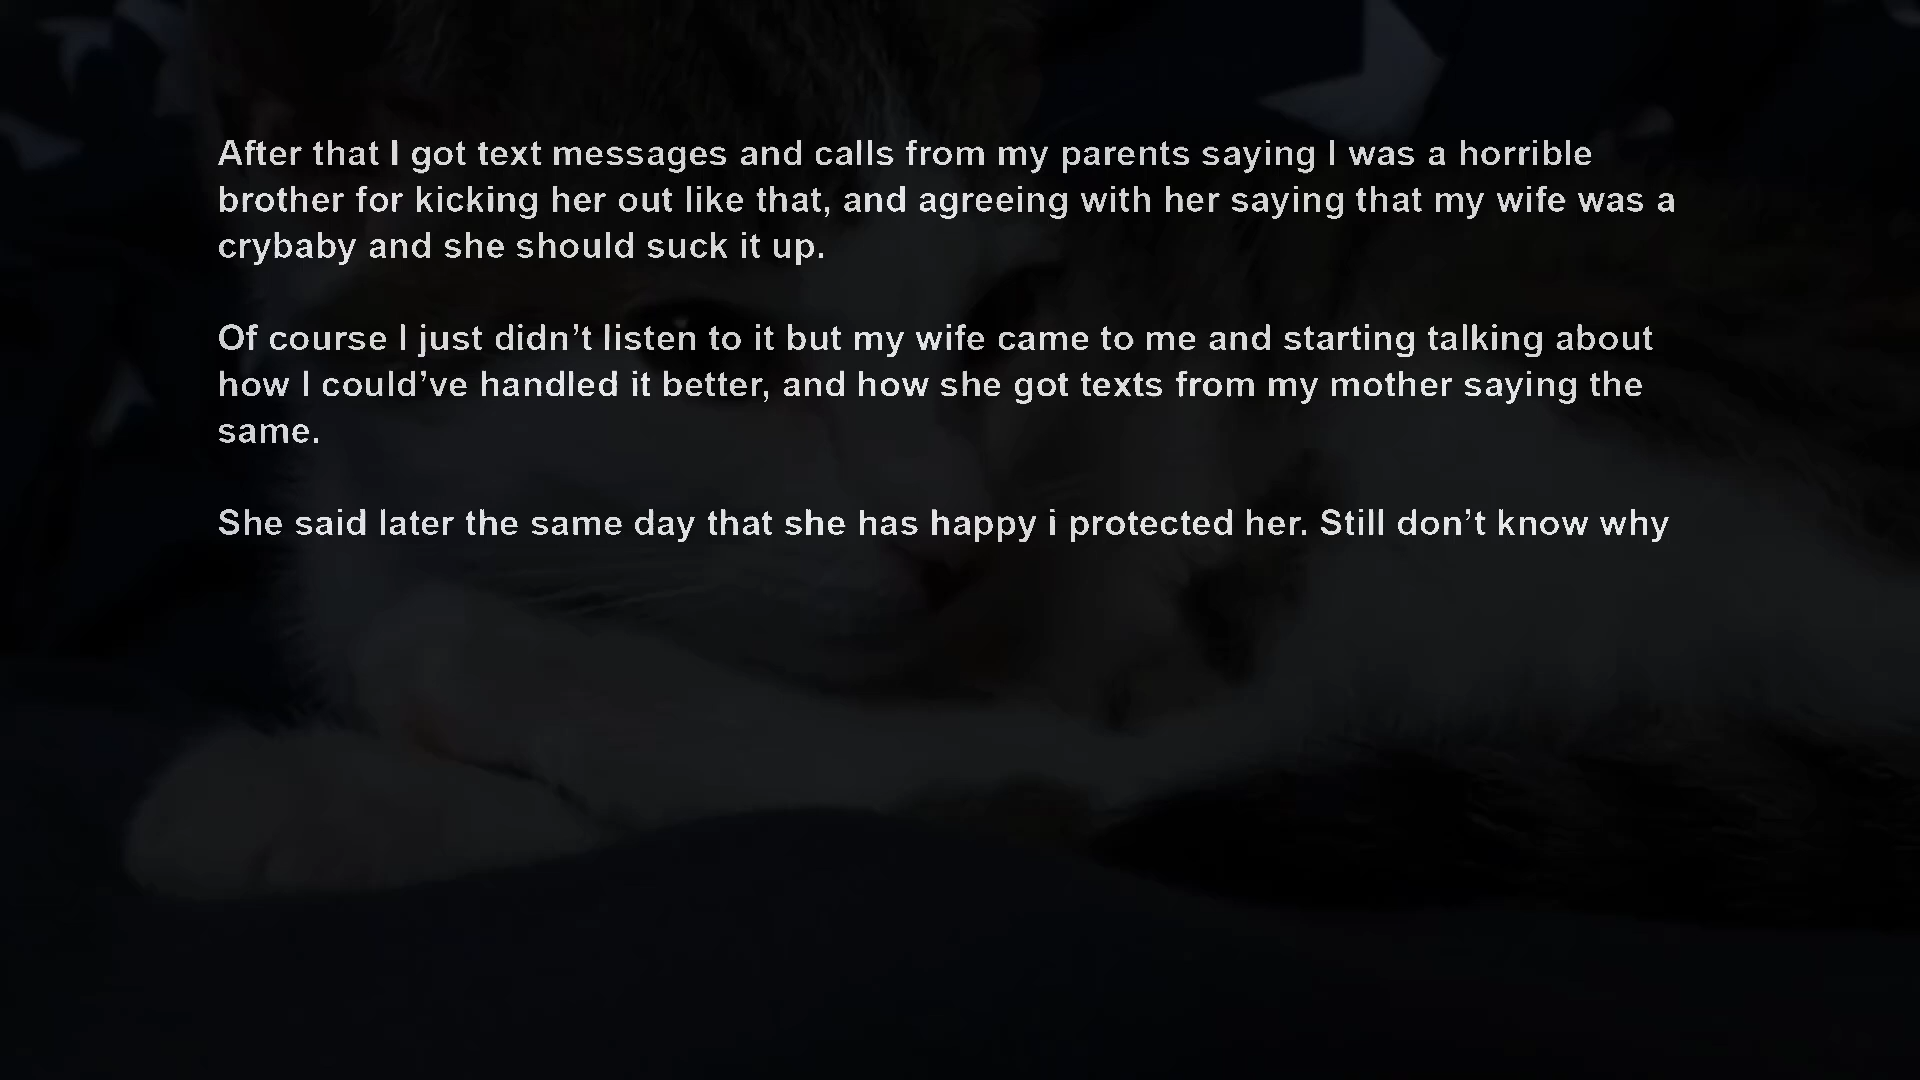 After that I got text messages and calls from my parents saying I was a horrible
brother for kicking her out like that, and agreeing with her saying that my wife was a
crybaby and she should suck it up.
Of course I just didn’t listen to it but my wife came to me and starting talking about
how I could’ve handled it better, and how she got texts from my mother saying the
same.
She said later the same day that she has happy i protected her. Still don’t know why